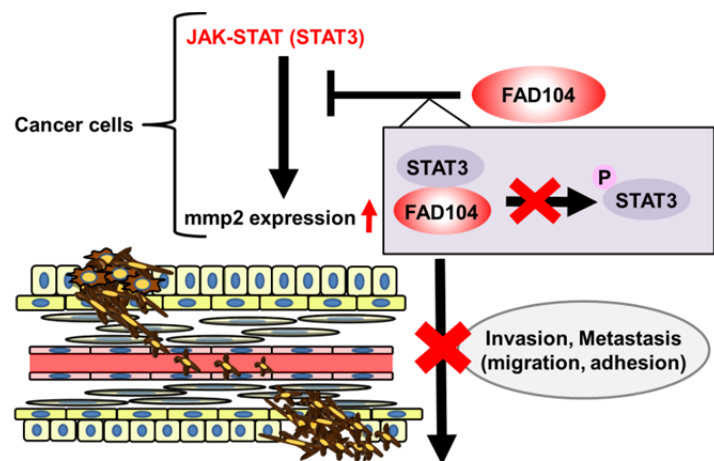 JAK-STAT (STAT3)
FAD104
Cancer cells
STAT3
FAD104
P
STAT3
mmp2 expression
Invasion, Metastasis
(migration, adhesion)